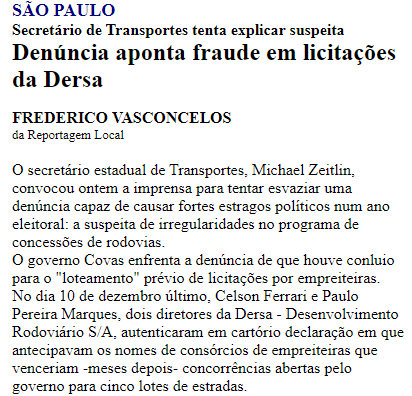 SÃO PAULO
Secretário de Transportes tenta explicar suspeita
Denúncia aponta fraude em licitações
da Dersa
FREDERICO VASCONCELOS
da Reportagem Local
O secretário estadual de Transportes, Michael Zeitlin,
convocou ontem a imprensa para tentar esvaziar uma
denúncia capaz de causar fortes estragos políticos num ano
eleitoral: a suspeita de irregularidades no programa de
concessões de rodovias.
O governo Covas enfrenta a denúncia de que houve conluio
para o "loteamento" prévio de licitações por empreiteiras.
No dia 10 de dezembro último, Celson Ferrari e Paulo
Pereira Marques, dois diretores da Dersa - Desenvolvimento
Rodoviário S/A, autenticaram em cartório declaração em que
antecipavam os nomes de consórcios de empreiteiras que
venceriam -meses depois- concorrências abertas pelo
governo para cinco lotes de estradas.